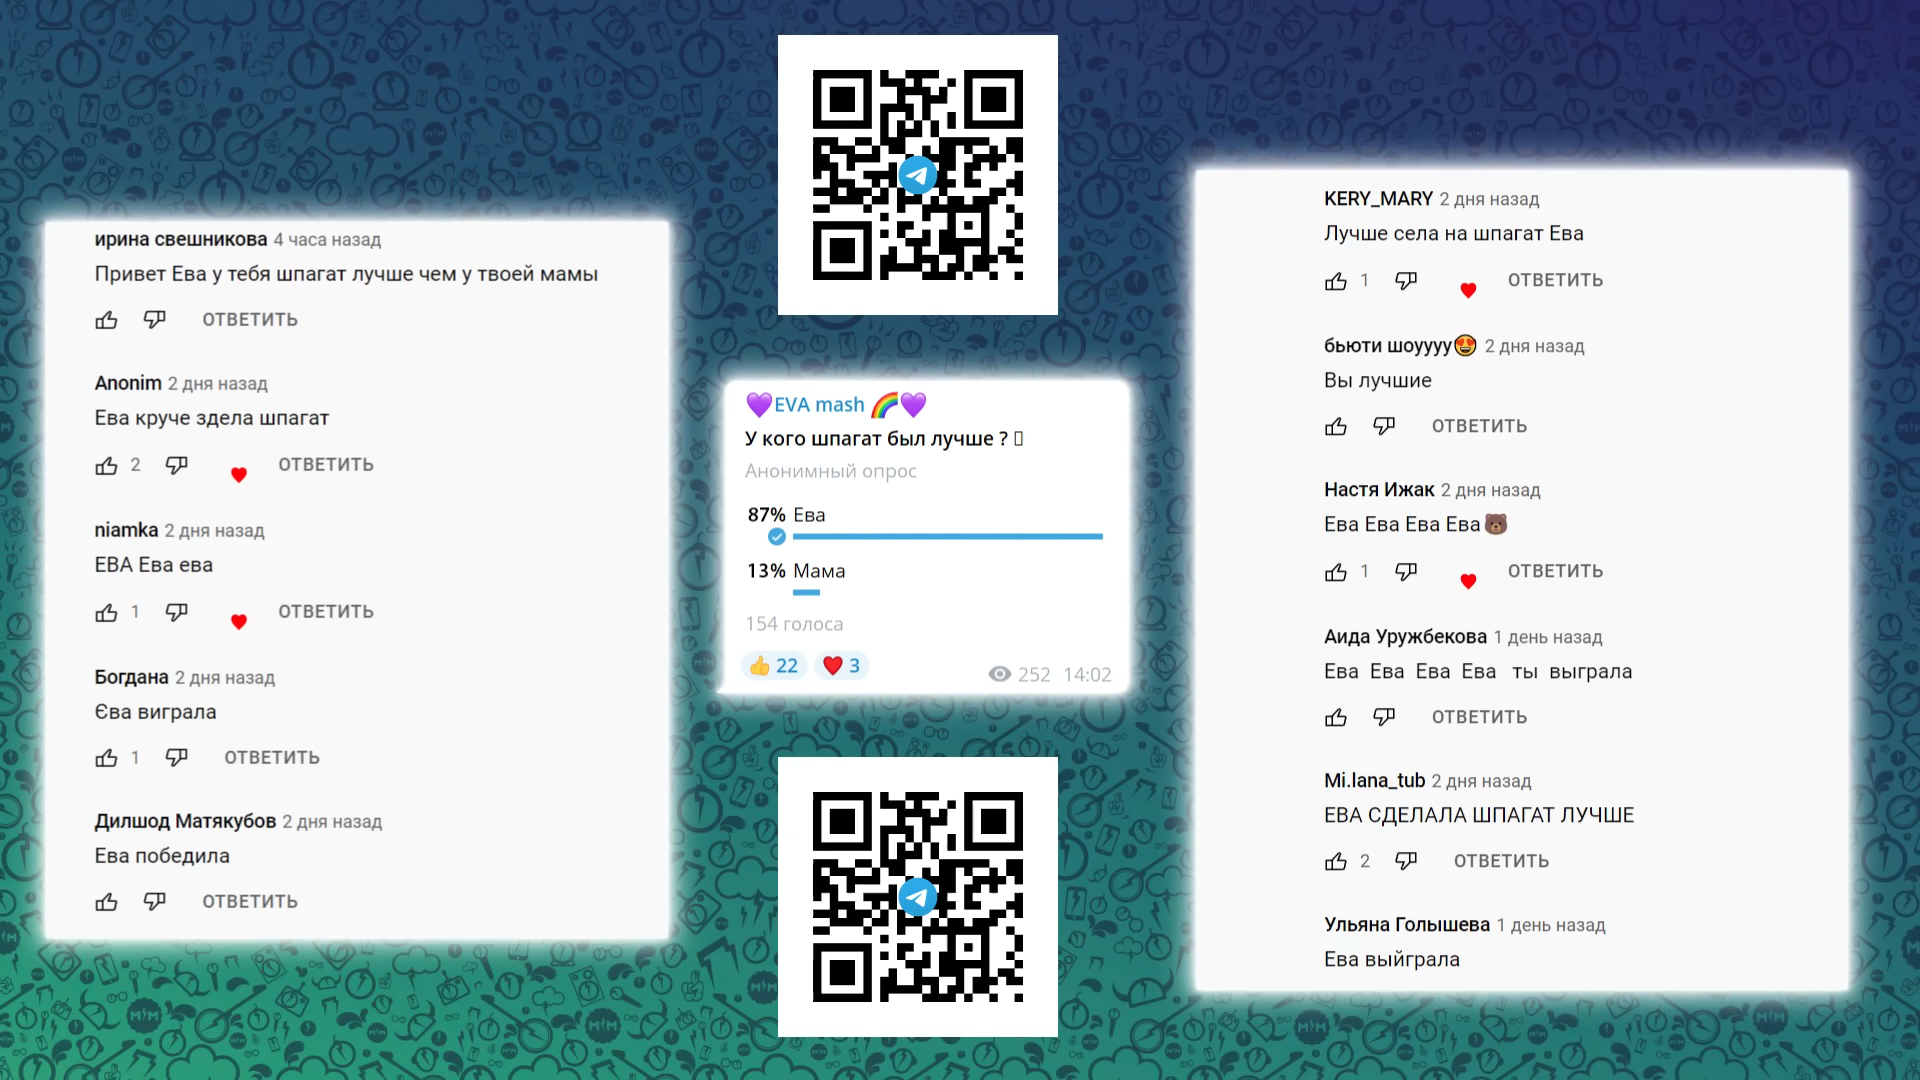 ирина свешникова 4 часа назад
Привет Ева у тебя шпагат лучше чем у твоей мамы
ОТВЕТИТЬ
Anonim 2 дня назад
Ева круче здела шпагат
2 ОТВЕТИТЬ
niamka 2 дня назад
ЕВА Ева ева
1 ОТВЕТИТЬ
Богдана 2 дня назад
Єва виграла
1 ОТВЕТИТЬ
Дилшод Матякубов 2 дня назад
Ева победила
ОТВЕТИТЬ
💜EVA mash 🌈💜
У кого шпагат был лучше ?
Анонимный опрос
87% Ева
13% Мама
154 голоса
👍 22 ❤️ 3 252 14:02
KERY_MARY 2 дня назад
Лучше села на шпагат Ева
1 ОТВЕТИТЬ
бьюти шоуууу😍 2 дня назад
Вы лучшие
ОТВЕТИТЬ
Настя Ижак 2 дня назад
Ева Ева Ева Ева🐻
1 ОТВЕТИТЬ
Аида Уружбекова 1 день назад
Ева Ева Ева Ева ты выграла
ОТВЕТИТЬ
Mi.lana_tub 2 дня назад
ЕВА СДЕЛАЛА ШПАГАТ ЛУЧШЕ
2 ОТВЕТИТЬ
Ульяна Голышева 1 день назад
Ева выйграла